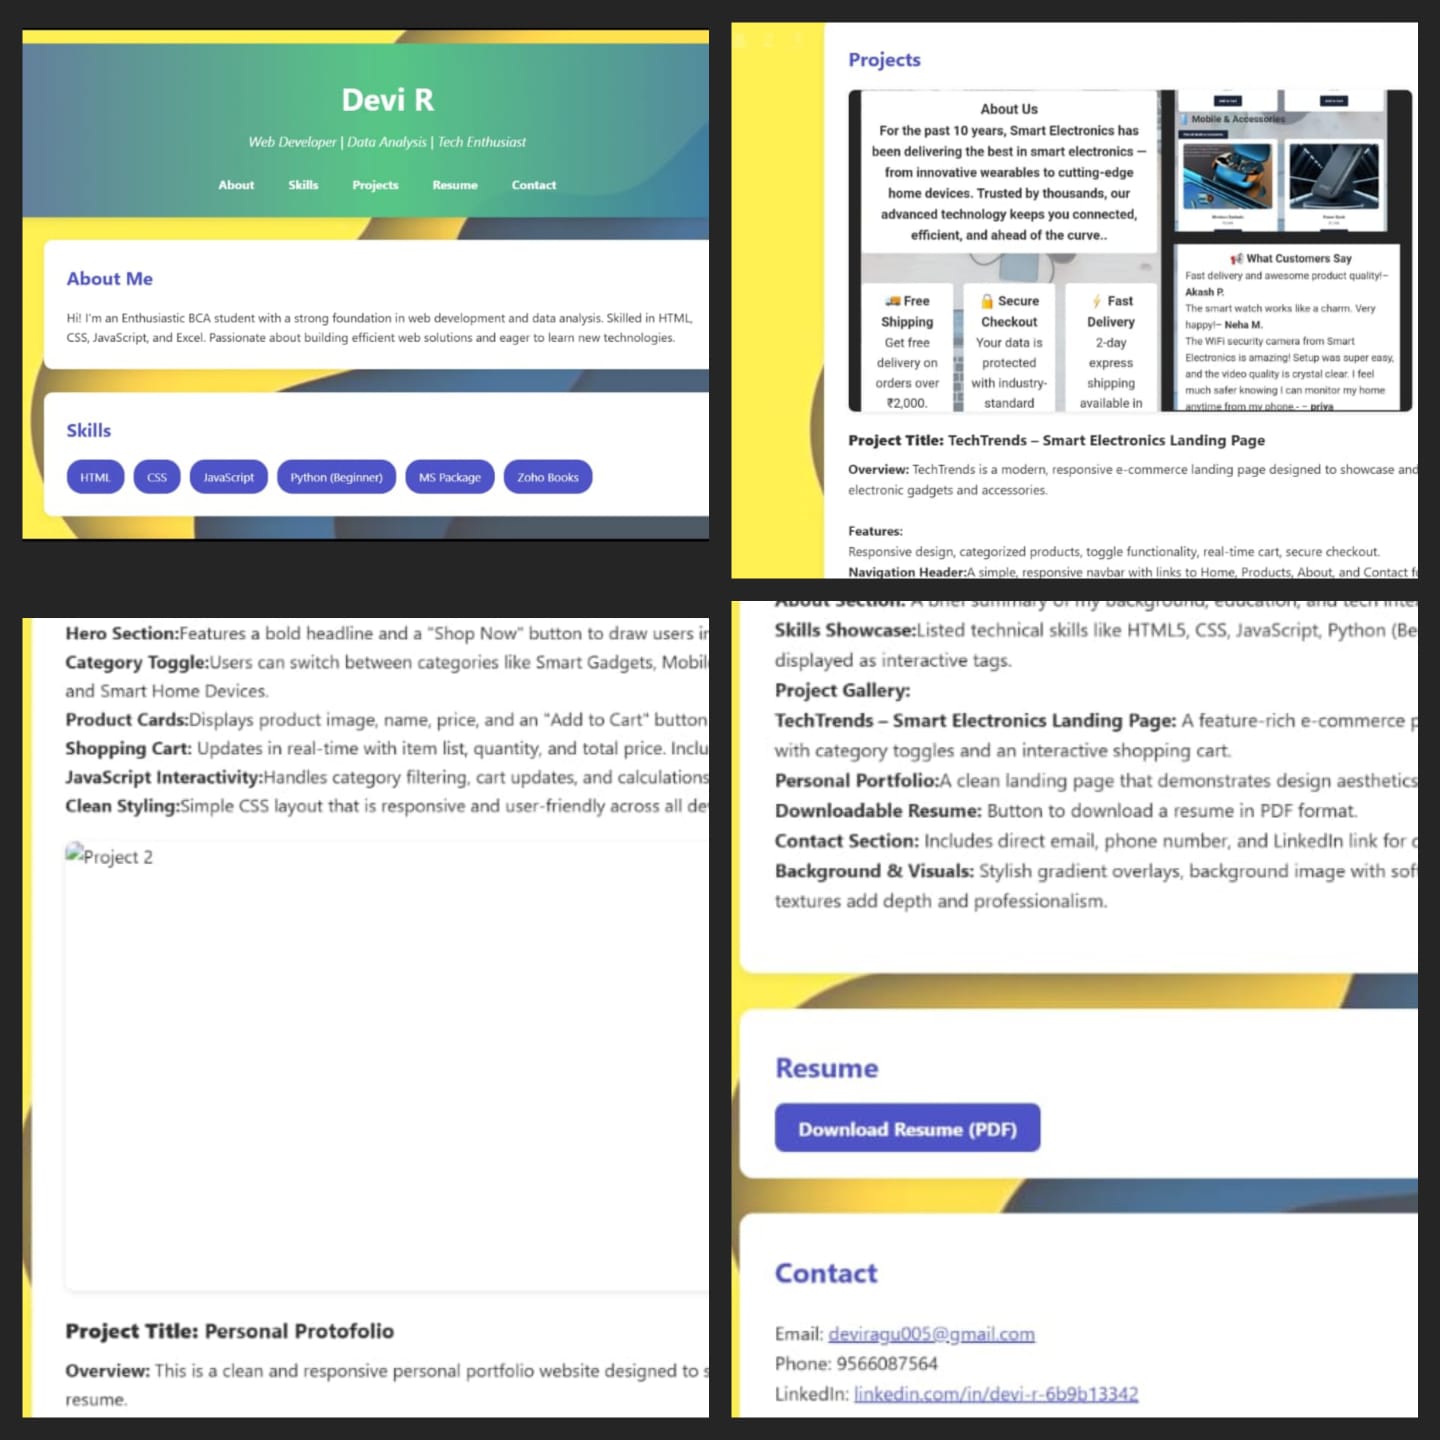 Devi R
Web Developer | Data Analysis | Tech Enthusiast
About Skills Projects Resume Contact
About Me
Hi! I'm an Enthusiastic BCA student with a strong foundation in web development and data analysis. Skilled in HTML,
CSS, JavaScript, and Excel. Passionate about building efficient web solutions and eager to learn new technologies.
Skills
HTML CSS JavaScript Python (Beginner) MS Package Zoho Books
Projects
About Us
For the past 10 years, Smart Electronics has
been delivering the best in smart electronics —
from innovative wearables to cutting-edge
home devices. Trusted by thousands, our
advanced technology keeps you connected,
efficient, and ahead of the curve..
🚚 Free
Shipping
Get free
delivery on
orders over
₹2,000.
🔒 Secure
Checkout
Your data is
protected
with industry-
standard
⚡ Fast
Delivery
2-day
express
shipping
available in
Mobile & Accessories
📢 What Customers Say
Fast delivery and awesome product quality!–
Akash P.
The smart watch works like a charm. Very
happy!– Neha M.
The WiFi security camera from Smart
Electronics is amazing! Setup was super easy,
and the video quality is crystal clear. I feel
much safer knowing I can monitor my home
anytime from my phone.- – priya
Project Title: TechTrends – Smart Electronics Landing Page
Overview: TechTrends is a modern, responsive e-commerce landing page designed to showcase and
electronic gadgets and accessories.
Features:
Responsive design, categorized products, toggle functionality, real-time cart, secure checkout.
Navigation Header:A simple, responsive navbar with links to Home, Products, About, and Contact f
Hero Section:Features a bold headline and a "Shop Now" button to draw users in
Category Toggle:Users can switch between categories like Smart Gadgets, Mobil
and Smart Home Devices.
Product Cards:Displays product image, name, price, and an "Add to Cart" button
Shopping Cart: Updates in real-time with item list, quantity, and total price. Inclu
JavaScript Interactivity:Handles category filtering, cart updates, and calculations
Clean Styling:Simple CSS layout that is responsive and user-friendly across all de
Project 2
Project Title: Personal Protofolio
Overview: This is a clean and responsive personal portfolio website designed to s
resume.
About Section: A brief summary of my background, education, and tech inte
Skills Showcase:Listed technical skills like HTML5, CSS, JavaScript, Python (Be
displayed as interactive tags.
Project Gallery:
TechTrends – Smart Electronics Landing Page: A feature-rich e-commerce p
with category toggles and an interactive shopping cart.
Personal Portfolio:A clean landing page that demonstrates design aesthetics
Downloadable Resume: Button to download a resume in PDF format.
Contact Section: Includes direct email, phone number, and LinkedIn link for c
Background & Visuals: Stylish gradient overlays, background image with sof
textures add depth and professionalism.
Resume
Download Resume (PDF)
Contact
Email: deviragu005@gmail.com
Phone: 9566087564
LinkedIn: linkedin.com/in/devi-r-6b9b13342